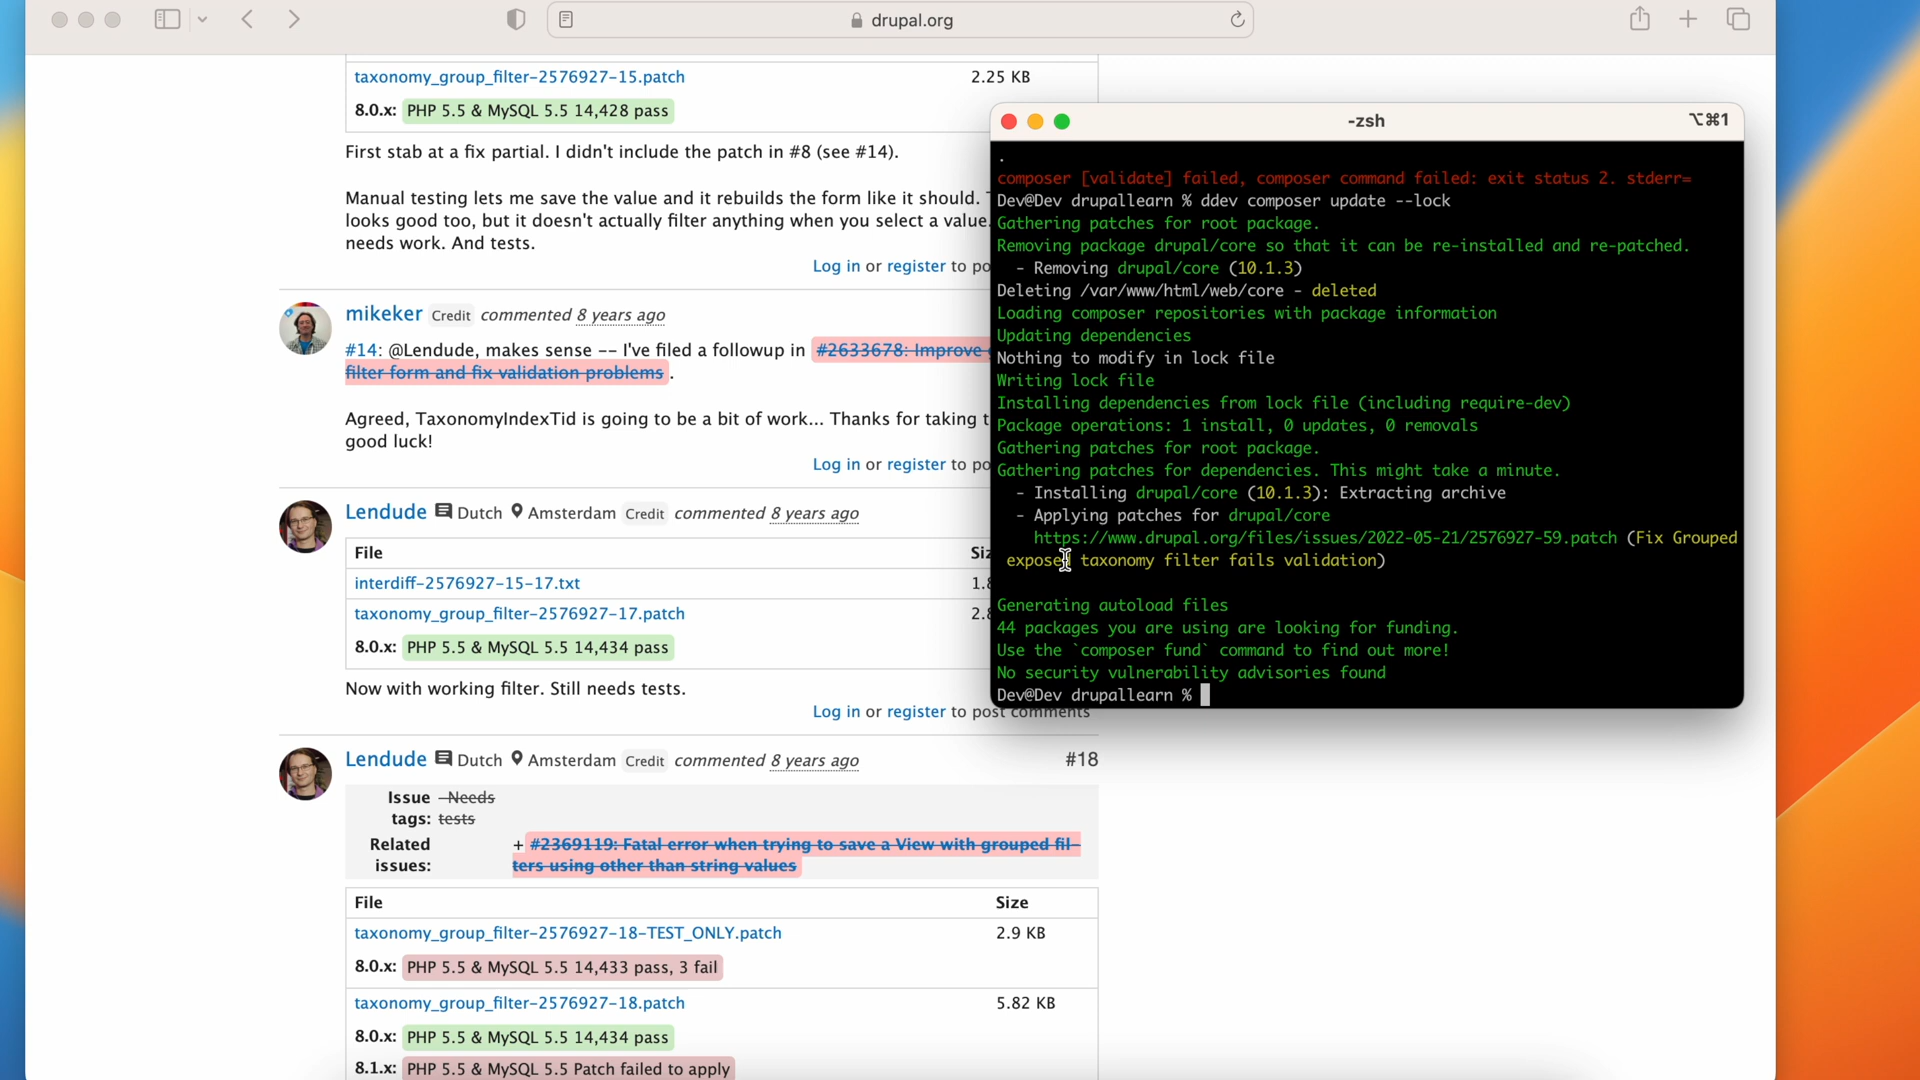 drupal.org
taxonomy_group_filter-2576927-15.patch 2.25 KB
8.0.x: PHP 5.5 & MySQL 5.5 14,428 pass
First stab at a fix partial. I didn't include the patch in #8 (see #14).
Manual testing lets me save the value and it rebuilds the form like it should.
looks good too, but it doesn't actually filter anything when you select a value.
needs work. And tests.
Log in or register to po
mikeker Credit commented 8 years ago
#14: @Lendude, makes sense -- I've filed a followup in #2633678: Improve
filter form and fix validation problems .
Agreed, TaxonomyIndexTid is going to be a bit of work... Thanks for taking t
good luck!
Log in or register to po
Lendude Dutch Amsterdam Credit commented 8 years ago
File Siz
interdiff-2576927-15-17.txt 1.8
taxonomy_group_filter-2576927-17.patch 2.8
8.0.x: PHP 5.5 & MySQL 5.5 14,434 pass
Now with working filter. Still needs tests.
Log in or register to post comments
Lendude Dutch Amsterdam Credit commented 8 years ago #18
Issue –Needs
tags: tests
Related + #2369119: Fatal error when trying to save a View with grouped fil-
issues: ters using other than string values
File Size
taxonomy_group_filter-2576927-18-TEST_ONLY.patch 2.9 KB
8.0.x: PHP 5.5 & MySQL 5.5 14,433 pass, 3 fail
taxonomy_group_filter-2576927-18.patch 5.82 KB
8.0.x: PHP 5.5 & MySQL 5.5 14,434 pass
8.1.x: PHP 5.5 & MySQL 5.5 Patch failed to apply
-zsh ⌥⌘1
.
composer [validate] failed, composer command failed: exit status 2. stderr=
Dev@Dev drupallearn % ddev composer update --lock
Gathering patches for root package.
Removing package drupal/core so that it can be re-installed and re-patched.
- Removing drupal/core (10.1.3)
Deleting /var/www/html/web/core - deleted
Loading composer repositories with package information
Updating dependencies
Nothing to modify in lock file
Writing lock file
Installing dependencies from lock file (including require-dev)
Package operations: 1 install, 0 updates, 0 removals
Gathering patches for root package.
Gathering patches for dependencies. This might take a minute.
- Installing drupal/core (10.1.3): Extracting archive
- Applying patches for drupal/core
https://www.drupal.org/files/issues/2022-05-21/2576927-59.patch (Fix Grouped
exposed taxonomy filter fails validation)
Generating autoload files
44 packages you are using are looking for funding.
Use the `composer fund` command to find out more!
No security vulnerability advisories found
Dev@Dev drupallearn %